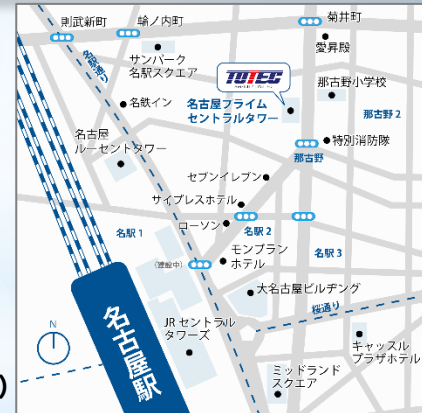 則武新町
輪ノ内町
菊井町
サンパーク
名駅スクエア
愛昇殿
名駅通り
TOTEC
名鉄イン
名古屋プライム
セントラルタワー
那古野小学校
那古野 2
名古屋
ルーセントタワー
特別消防隊
那古野
セブンイレブン
サイプレスホテル
ローソン
名駅 1
名駅 2
名駅 3
(建設中)
モンブラン
ホテル
大名古屋ビルヂング
桜通り
N
名古屋駅
JRセントラル
タワーズ
キャッスル
プラザホテル
ミッドランド
スクエア
)